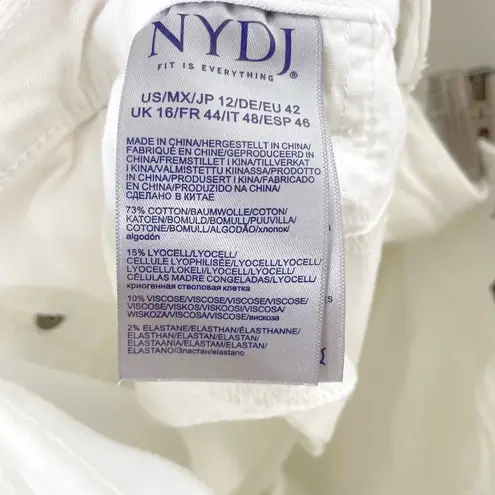 NYDJ
FIT IS EVERYTHING®
US/MX/JP 12/DE/EU 42
UK 16/FR 44/IT 48/ESP 46
MADE IN CHINA/HERGESTELLT IN CHINA/
FABRIQUÉ EN CHINE/GEPRODUCEERD IN
CHINA/FREMSTILLET I KINA/TILLVERKAT
I KINA/VALMISTETTU KIINASSA/PRODOTTO
IN CHINA/PRODUSERT I KINA/FABRICADO
EN CHINA/PRODUZIDO NA CHINA/
СДЕЛАНО В КИТАЕ
73% COTTON/BAUMWOLLE/COTON/
KATOEN/BOMULD/BOMULL/PUUVILLA/
COTONE/BOMULL/ALGODÃO/хлопок/
algodón
15% LYOCELL/LYOCELL/
CELLULE LYOPHILISÉE/LYOCELL/
LYOCELL/LOKELI/LYOCELL/LYOCELL/
CÉLULAS MADRE CONGELADAS/LYOCELL/
криогенная стволовая клетка
10% VISCOSE/VISCOSE/VISCOSE/VISCOSE/
VISKOS/VISKOOSI/VISCOSA/
WISKOZA/VISCOSA/VISCOSE/вискоза
2% ELASTANE/ELASTHAN/ÉLASTHANNE/
ELASTHAN/ELASTAN/ELASTAN/
ELASTAANIA/ELASTAM/ELASTAN/
ELASTANO/Эластан/elastano